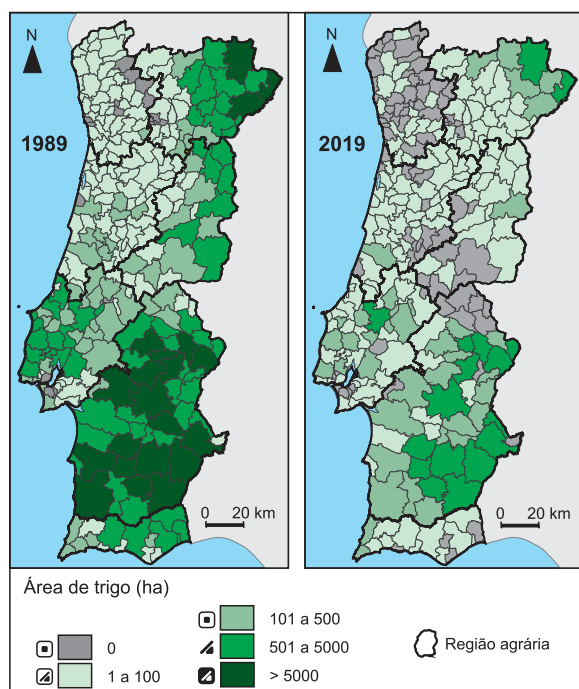 N
1989
0 20 km
N
2019
0 20 km
Área de trigo (ha)
0
1 a 100
101 a 500
501 a 5000
> 5000
Região agrária